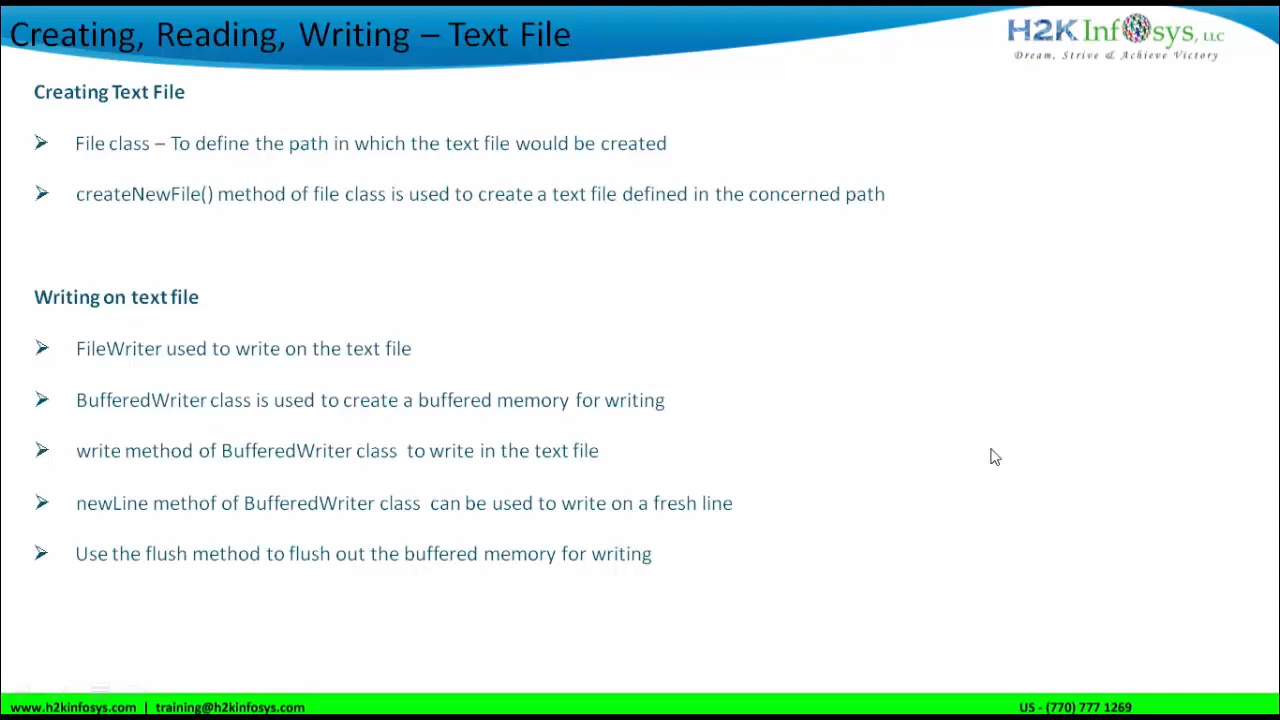 Creating, Reading, Writing – Text File
H2K Infosys, LLC
Dream, Strive & Achieve Victory
Creating Text File
File class – To define the path in which the text file would be created
createNewFile() method of file class is used to create a text file defined in the concerned path
Writing on text file
FileWriter used to write on the text file
BufferedWriter class is used to create a buffered memory for writing
write method of BufferedWriter class to write in the text file
newLine methof of BufferedWriter class can be used to write on a fresh line
Use the flush method to flush out the buffered memory for writing
www.h2kinfosys.com | training@h2kinfosys.com
US - (770) 777 1269